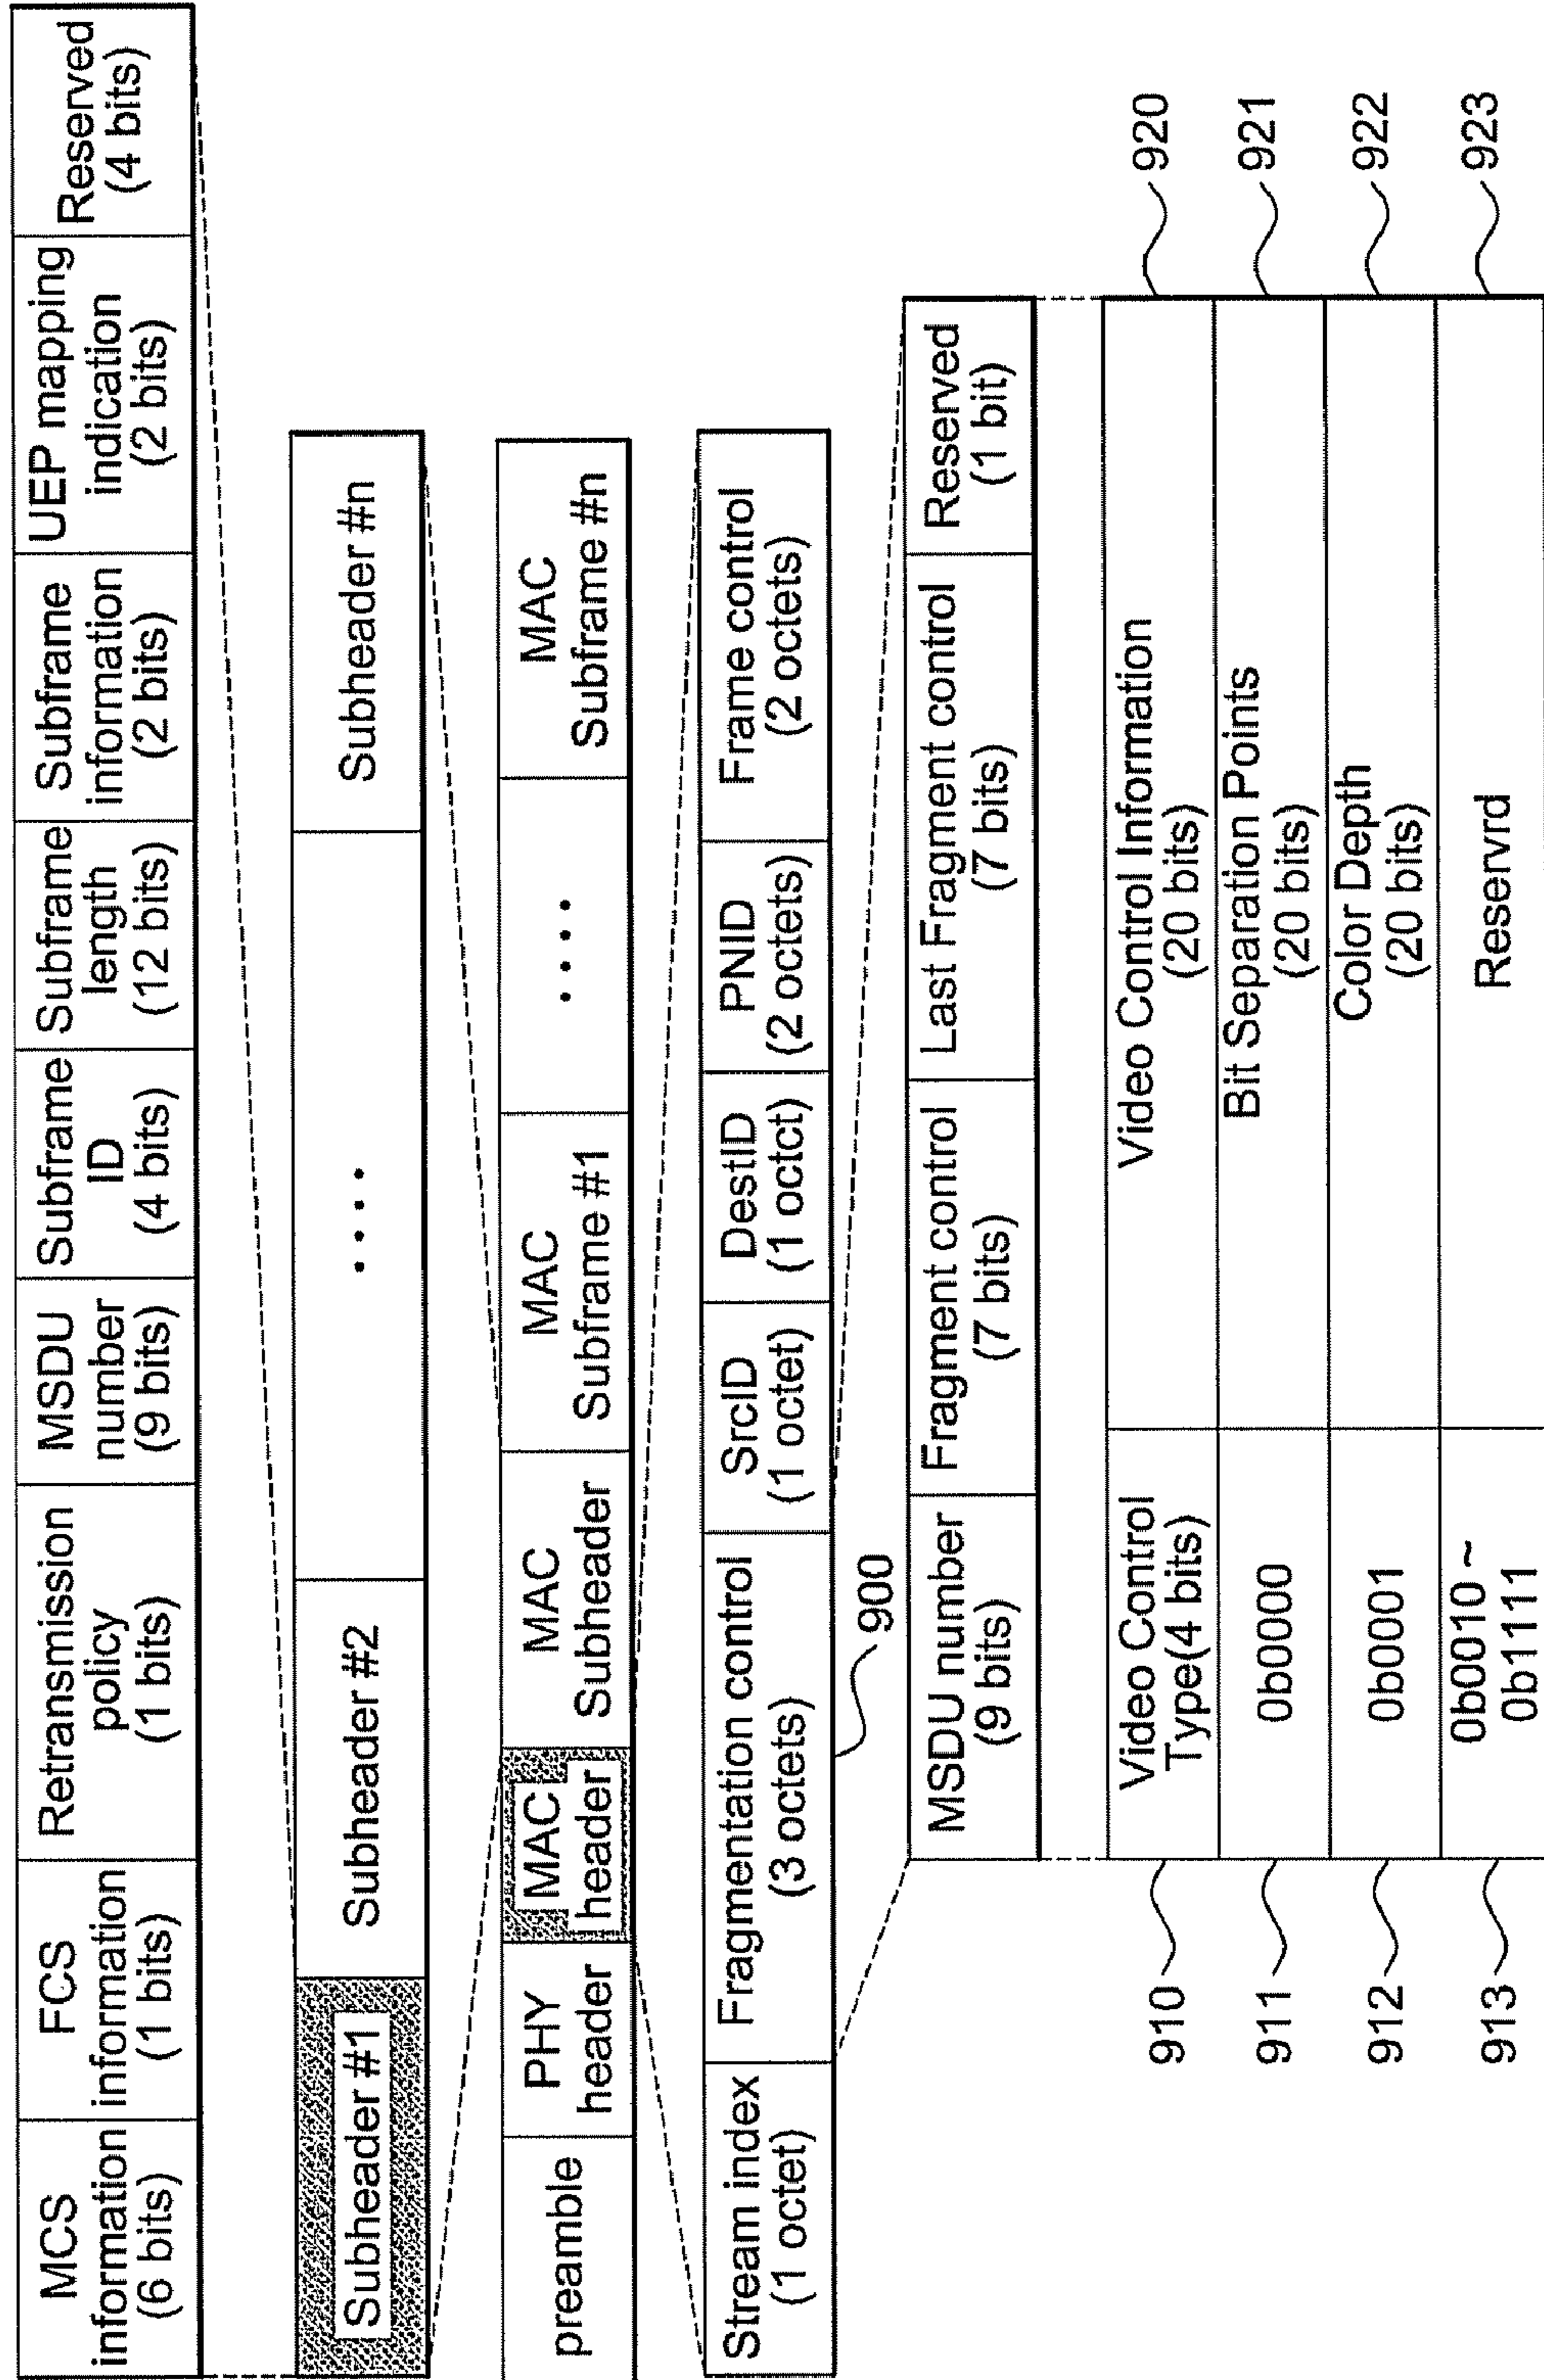 MCS
information
(6 bits)
FCS
information
(1 bits)
Retransmission
policy
(1 bits)
MSDU
number
(9 bits)
Subframe
ID
(4 bits)
Subframe
length
(12 bits)
Subframe
information
(2 bits)
UEP mapping
indication
(2 bits)
Reserved
(4 bits)
Subheader #1
Subheader #2
....
Subheader #n
preamble
PHY
header
MAC
header
MAC
Subheader
MAC
Subframe #1
....
MAC
Subframe #n
Stream index
(1 octet)
Fragmentation control
(3 octets)
SrcID
(1 octet)
DestID
(1 octct)
PNID
(2 octets)
Frame control
(2 octets)
900
MSDU number
(9 bits)
Fragment control
(7 bits)
Last Fragment control
(7 bits)
Reserved
(1 bit)
910
Video Control
Type(4 bits)
Video Control Information
(20 bits)
920
911
0b0000
Bit Separation Points
(20 bits)
921
912
0b0001
Color Depth
(20 bits)
922
913
0b0010 ~
0b1111
Reservrd
923